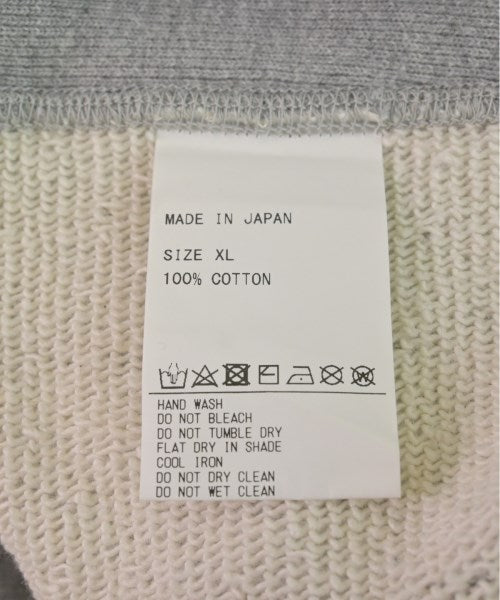 MADE IN JAPAN
SIZE XL
100% COTTON
HAND WASH
DO NOT BLEACH
DO NOT TUMBLE DRY
FLAT DRY IN SHADE
COOL IRON
DO NOT DRY CLEAN
DO NOT WET CLEAN